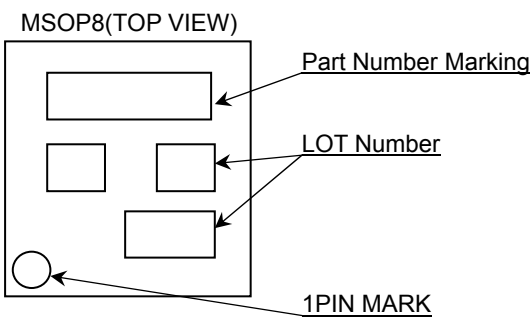 MSOP8(TOP VIEW)
Part Number Marking
LOT Number
1PIN MARK